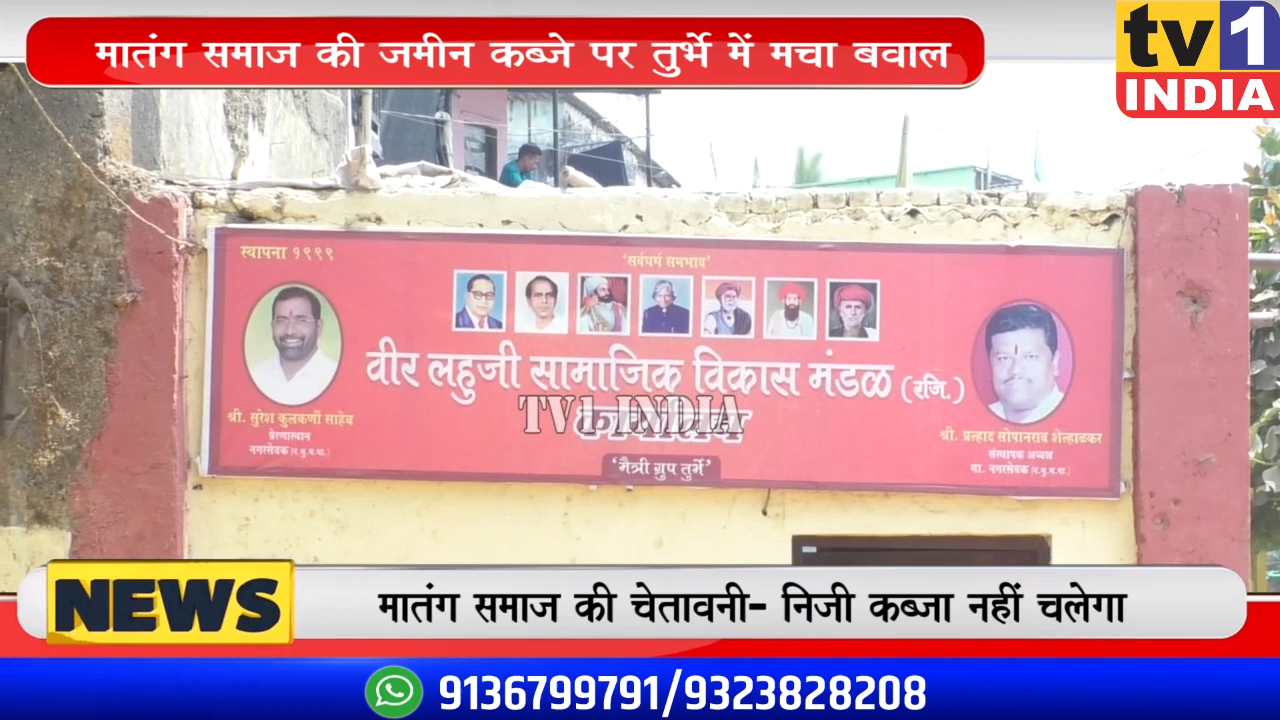 मातंग समाज की जमीन कब्जे पर तुर्भे में मचा बवाल
tv1
INDIA
स्थापना १९९९
'सर्वधर्म समभाव'
वीर लहुजी सामाजिक विकास मंडळ (रजि.)
TV1 INDIA
कार्यालय
'मैत्री ग्रुप तुर्भे'
श्री. सुरेश कुलकर्णी साहेब
प्रेरणास्थान
नगरसेवक (न.मुं.म.पा.)
श्री. प्रल्हाद सोपानराव शेल्हाळकर
संस्थापक अध्यक्ष
मा. नगरसेवक (न.मुं.म.पा.)
NEWS
मातंग समाज की चेतावनी- निजी कब्जा नहीं चलेगा
9136799791/9323828208